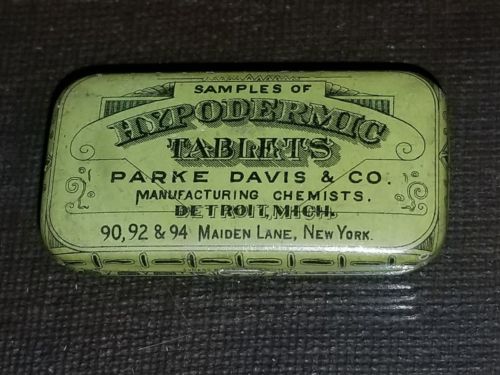 SAMPLES OF
HYPODERMIC
TABLETS
PARKE DAVIS & CO.
MANUFACTURING CHEMISTS.
DETROIT, MICH.
90, 92 & 94 MAIDEN LANE, NEW YORK.